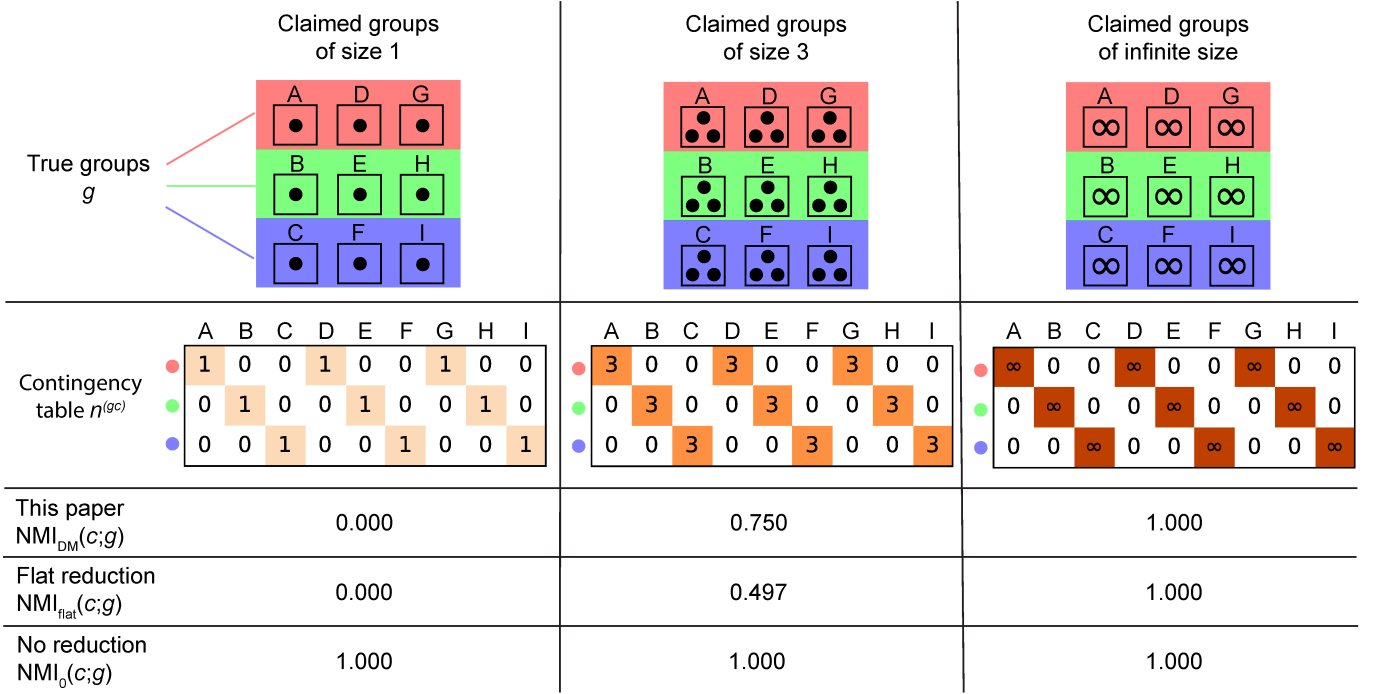 Claimed groups
of size 1
Claimed groups
of size 3
Claimed groups
of infinite size
True groups
g
A D G
B E H
C F I
A D G
B E H
C F I
A D G
∞ ∞ ∞
B E H
∞ ∞ ∞
C F I
∞ ∞ ∞
Contingency
table n(gc)
A B C D E F G H I
1 0 0 1 0 0 1 0 0
0 1 0 0 1 0 0 1 0
0 0 1 0 0 1 0 0 1
A B C D E F G H I
3 0 0 3 0 0 3 0 0
0 3 0 0 3 0 0 3 0
0 0 3 0 0 3 0 0 3
A B C D E F G H I
∞ 0 0 ∞ 0 0 ∞ 0 0
0 ∞ 0 0 ∞ 0 0 ∞ 0
0 0 ∞ 0 0 ∞ 0 0 ∞
This paper
NMIDM(c;g)
0.000 0.750 1.000
Flat reduction
NMIflat(c;g)
0.000 0.497 1.000
No reduction
NMI0(c;g)
1.000 1.000 1.000